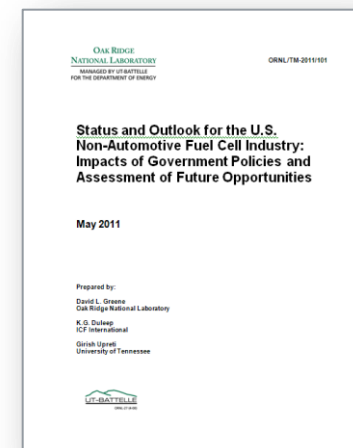 OAK RIDGE
NATIONAL LABORATORY
MANAGED BY UT-BATTELLE
FOR THE DEPARTMENT OF ENERGY
ORNL/TM-2011/101
Status and Outlook for the U.S.
Non-Automotive Fuel Cell Industry:
Impacts of Government Policies and
Assessment of Future Opportunities
May 2011
Prepared by:
David L. Greene
Oak Ridge National Laboratory
K.G. Duleep
ICF International
Girish Upreti
University of Tennessee
UT-BATTELLE